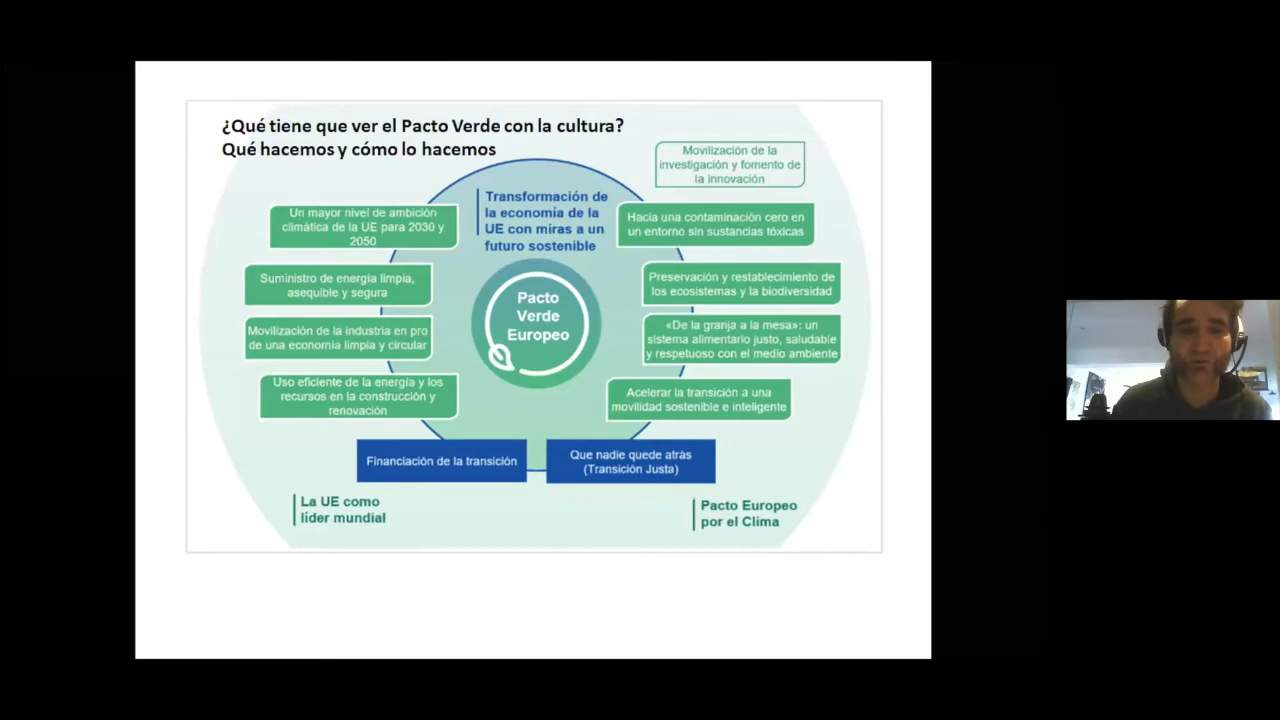 ¿Qué tiene que ver el Pacto Verde con la cultura?
Qué hacemos y cómo lo hacemos
Movilización de la
investigación y fomento de
la innovación
Transformación de
la economía de la
UE con miras a un
futuro sostenible
Un mayor nivel de ambición
climática de la UE para 2030 y
2050
Hacia una contaminación cero en
un entorno sin sustancias tóxicas
Suministro de energía limpia,
asequible y segura
Preservación y restablecimiento de
los ecosistemas y la biodiversidad
Pacto
Verde
Europeo
Movilización de la industria en pro
de una economía limpia y circular
«De la granja a la mesa»: un
sistema alimentario justo, saludable
y respetuoso con el medio ambiente
Uso eficiente de la energía y los
recursos en la construcción y
renovación
Acelerar la transición a una
movilidad sostenible e inteligente
Financiación de la transición
Que nadie quede atrás
(Transición Justa)
La UE como
líder mundial
Pacto Europeo
por el Clima